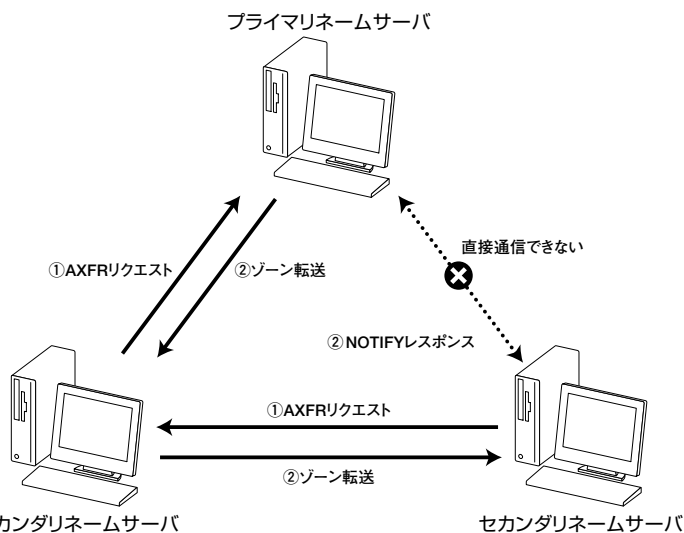 プライマリネームサーバ
直接通信できない
①AXFRリクエスト
②ゾーン転送
②NOTIFYレスポンス
①AXFRリクエスト
②ゾーン転送
カンダリネームサーバ
セカンダリネームサーバ